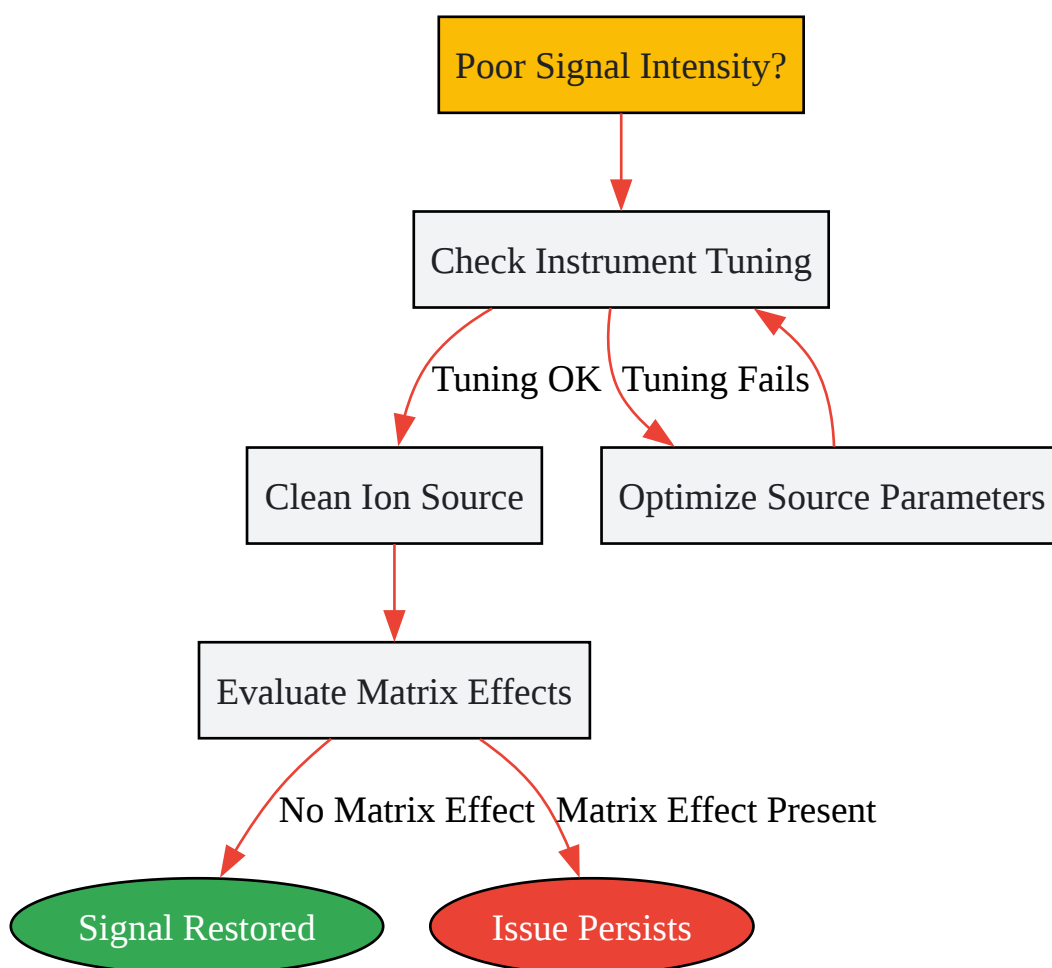 Poor Signal Intensity?
Check Instrument Tuning
Tuning OK
Tuning Fails
Clean Ion Source
Optimize Source Parameters
Evaluate Matrix Effects
No Matrix Effect
Matrix Effect Present
Signal Restored
Issue Persists